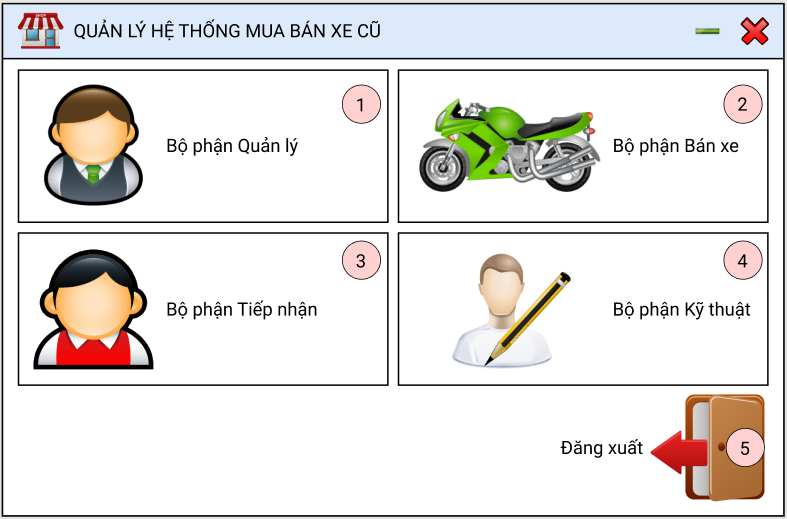 SHOP
QUẢN LÝ HỆ THỐNG MUA BÁN XE CŨ
1
Bộ phận Quản lý
2
Bộ phận Bán xe
3
Bộ phận Tiếp nhận
4
Bộ phận Kỹ thuật
Đăng xuất
5